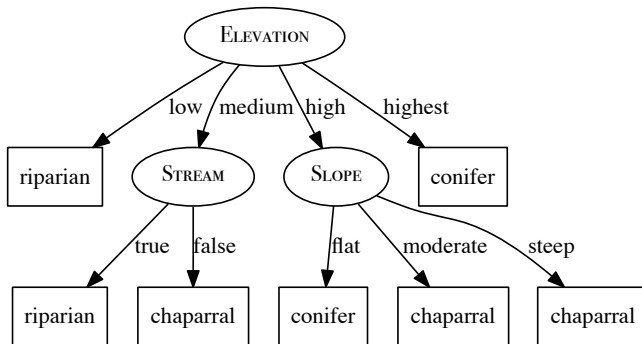 ELEVATION
low medium high highest
riparian STREAM SLOPE conifer
true false flat moderate steep
riparian chaparral conifer chaparral chaparral